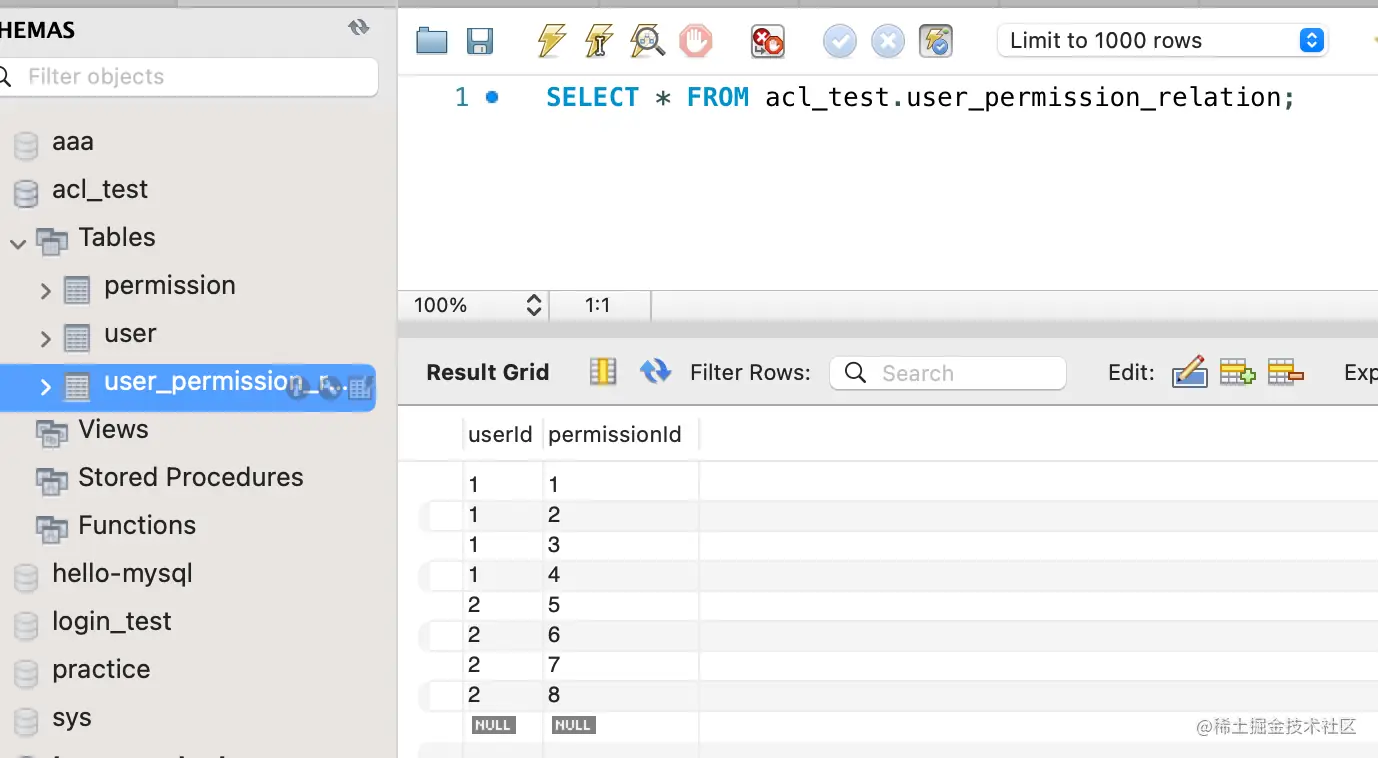 HEMAS
Filter objects
aaa
acl_test
Tables
permission
user
user_permission_r...
Views
Stored Procedures
Functions
hello-mysql
login_test
practice
sys
Limit to 1000 rows
1 SELECT * FROM acl_test.user_permission_relation;
100% 1:1
Result Grid Filter Rows: Search Edit: Exp
userId permissionId
1 1
1 2
1 3
1 4
2 5
2 6
2 7
2 8
NULL NULL
@稀土掘金技术社区